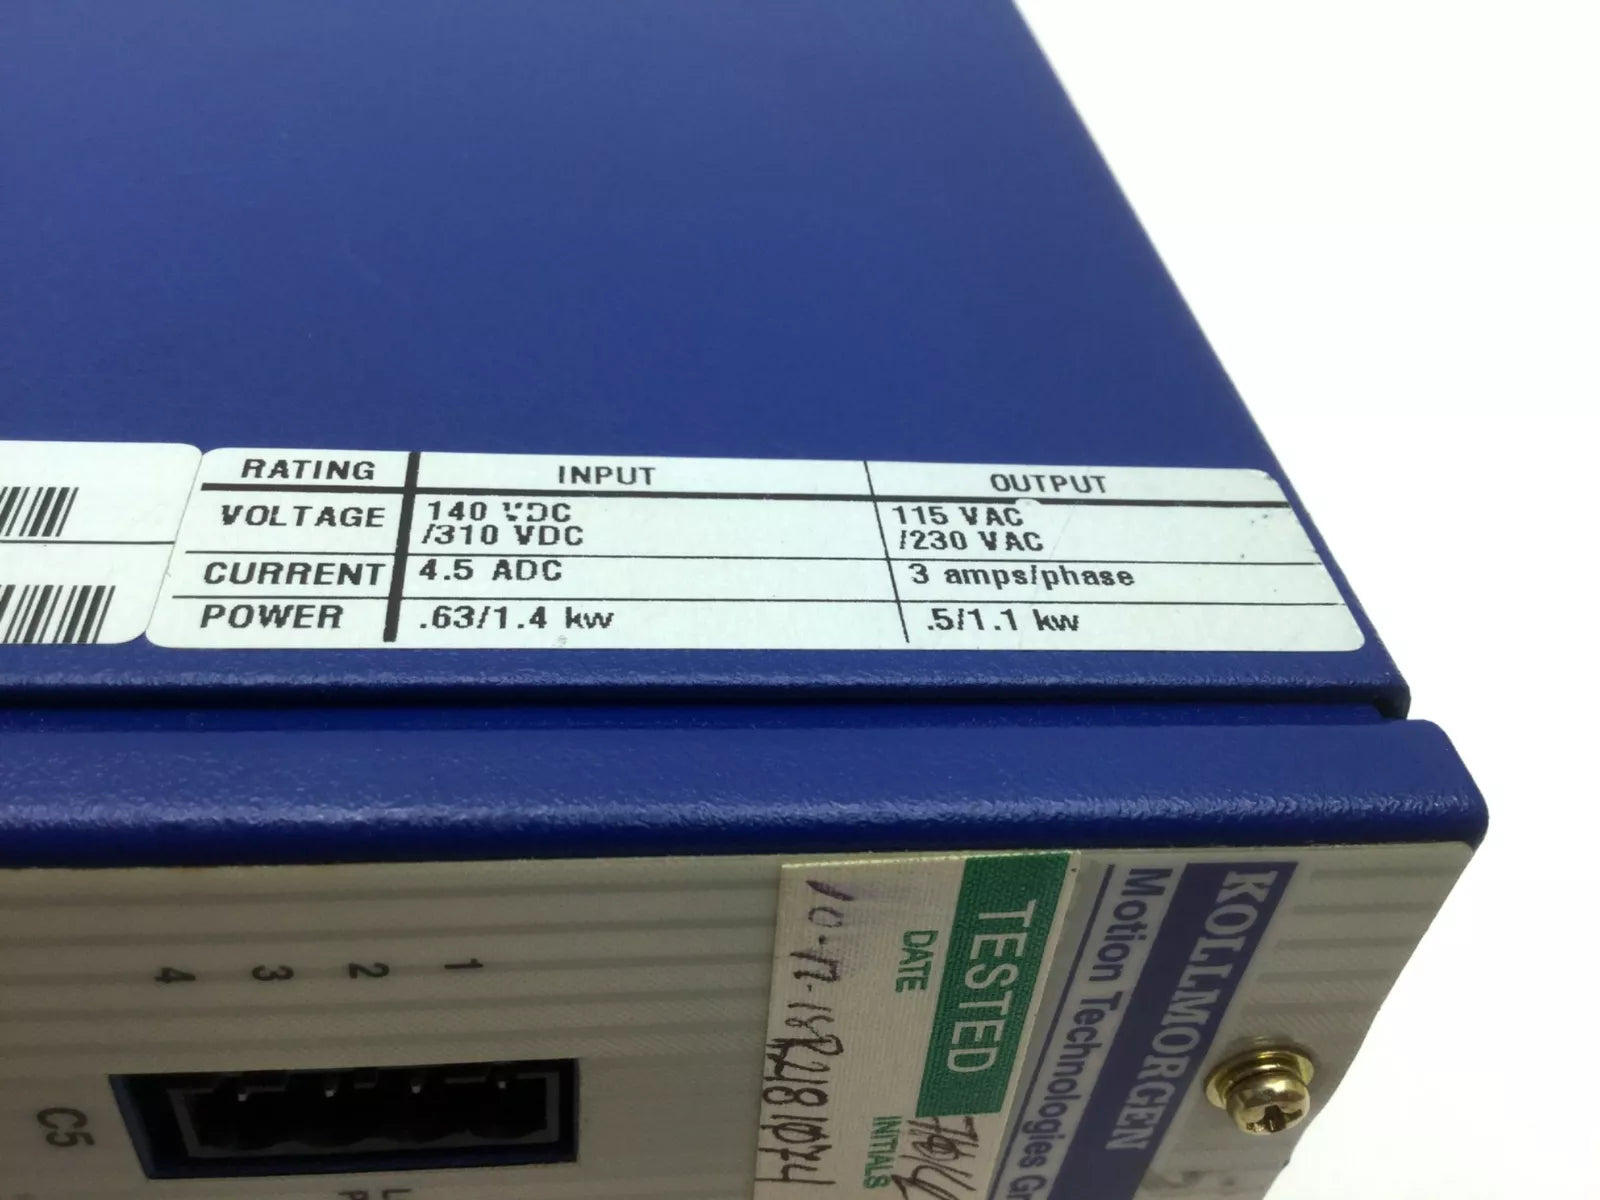 RATING INPUT OUTPUT
VOLTAGE 140 VDC 115 VAC
/310 VDC /230 VAC
CURRENT 4.5 ADC 3 amps/phase
POWER .63/1.4 kw .5/1.1 kw
KOLLMORGEN
Motion Technologies
TESTED
DATE INITIALS
1 2 3 4
C5